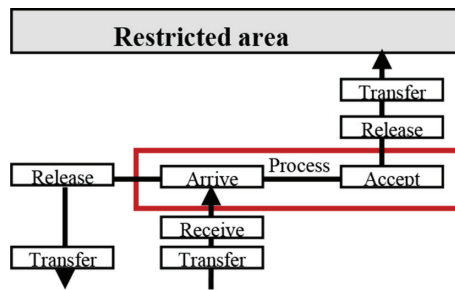 Restricted area
Transfer
Release
Process
Release
Arrive
Accept
Receive
Transfer
Transfer